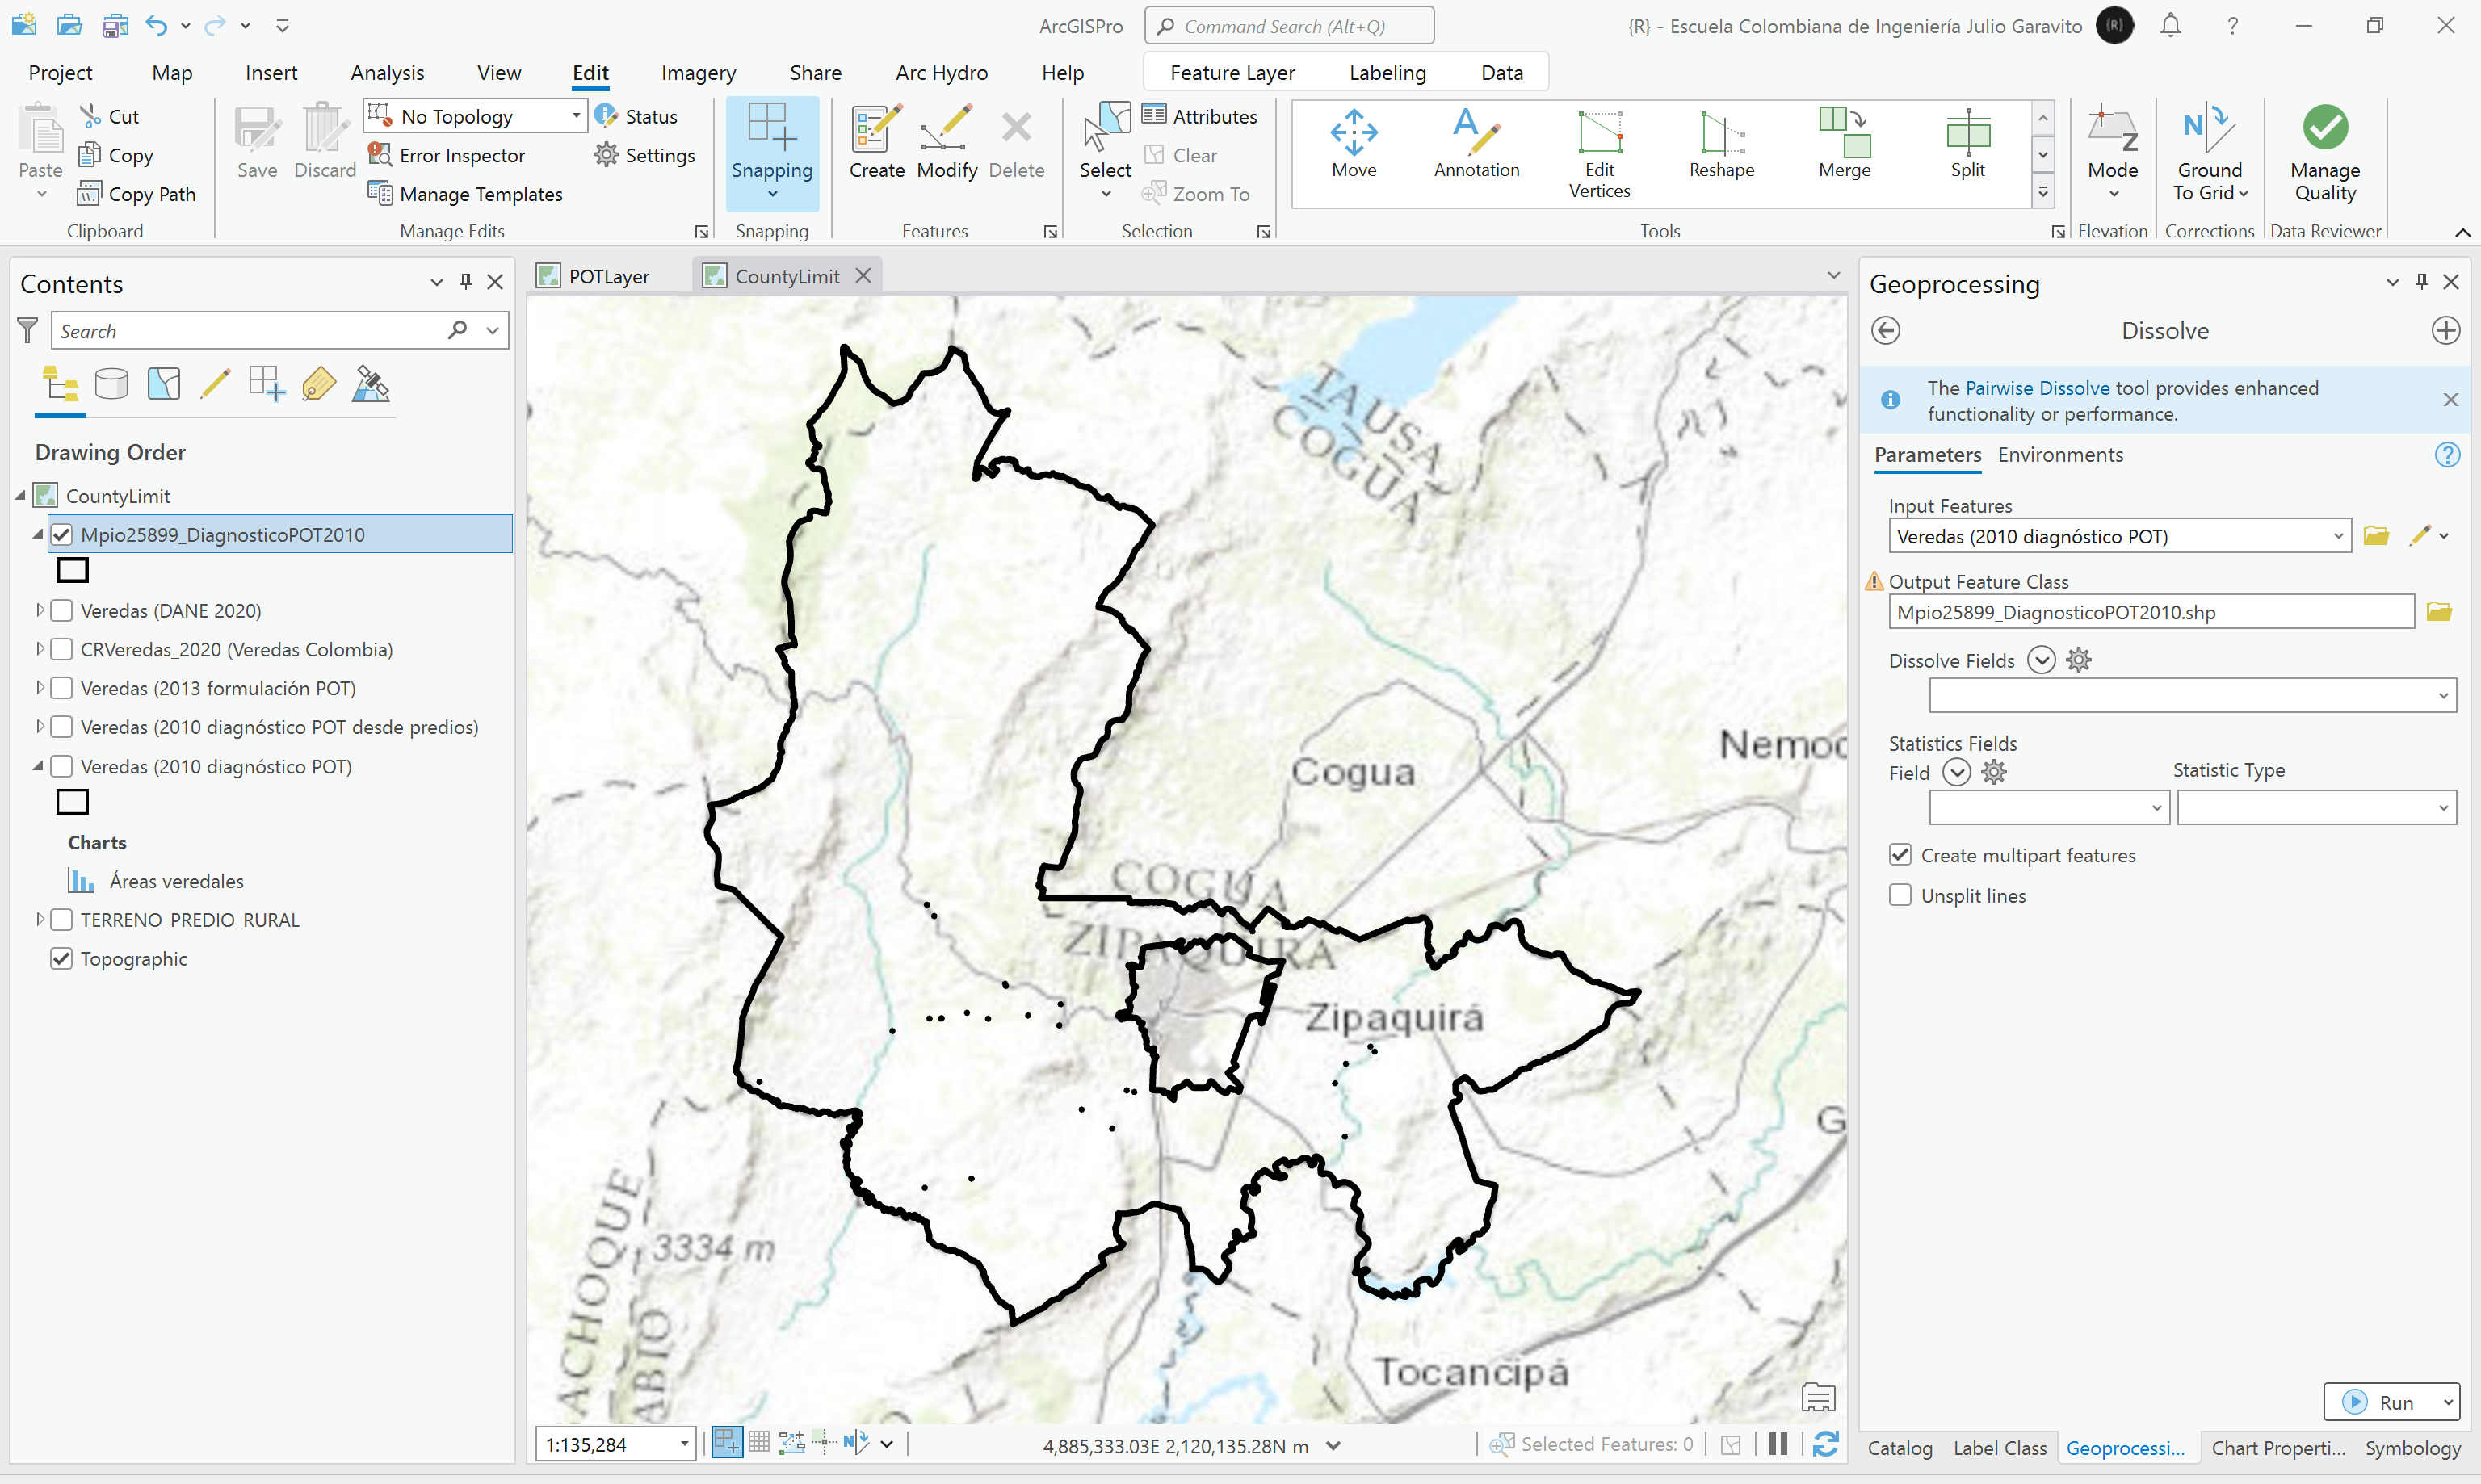 ArcGISPro
Command Search (Alt+Q)
{R} - Escuela Colombiana de Ingeniería Julio Garavito
{R}
Project
Map
Insert
Analysis
View
Edit
Imagery
Share
Arc Hydro
Help
Feature Layer
Labeling
Data
Paste
Cut
Copy
Copy Path
Clipboard
Save
Discard
No Topology
Error Inspector
Manage Templates
Status
Settings
Manage Edits
Snapping
Snapping
Create
Modify
Delete
Features
Select
Attributes
Clear
Zoom To
Selection
Move
Annotation
Edit
Vertices
Reshape
Merge
Split
Tools
Mode
Elevation
Ground
To Grid
Corrections
Manage
Quality
Data Reviewer
Contents
Search
Drawing Order
CountyLimit
Mpio25899_DiagnosticoPOT2010
Veredas (DANE 2020)
CRVeredas_2020 (Veredas Colombia)
Veredas (2013 formulación POT)
Veredas (2010 diagnóstico POT desde predios)
Veredas (2010 diagnóstico POT)
Charts
Áreas veredales
TERRENO_PREDIO_RURAL
Topographic
POTLayer
CountyLimit
TAUSA
COGUA
Nemoc
Cogua
COGUA
ZIPAQUIRÁ
Zipaquirá
G
ACHOQUE
ABIO
3334 m
Tocancipá
1:135,284
4,885,333.03E 2,120,135.28N m
Selected Features: 0
Geoprocessing
Dissolve
The Pairwise Dissolve tool provides enhanced
functionality or performance.
Parameters
Environments
Input Features
Veredas (2010 diagnóstico POT)
Output Feature Class
Mpio25899_DiagnosticoPOT2010.shp
Dissolve Fields
Statistics Fields
Field
Statistic Type
Create multipart features
Unsplit lines
Run
Catalog
Label Class
Geoprocessi...
Chart Properti...
Symbology